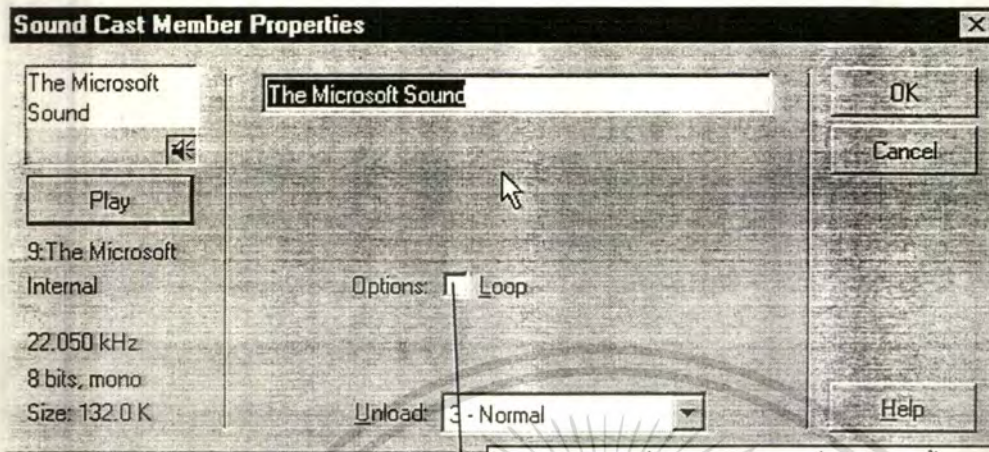 Sound Cast Member Properties
The Microsoft
Sound
The Microsoft Sound
OK
Cancel
Play
9:The Microsoft
Internal
Options: Loop
22.050 kHz
8 bits, mono
Size: 132.0 K
Unload: 3 - Normal
Help